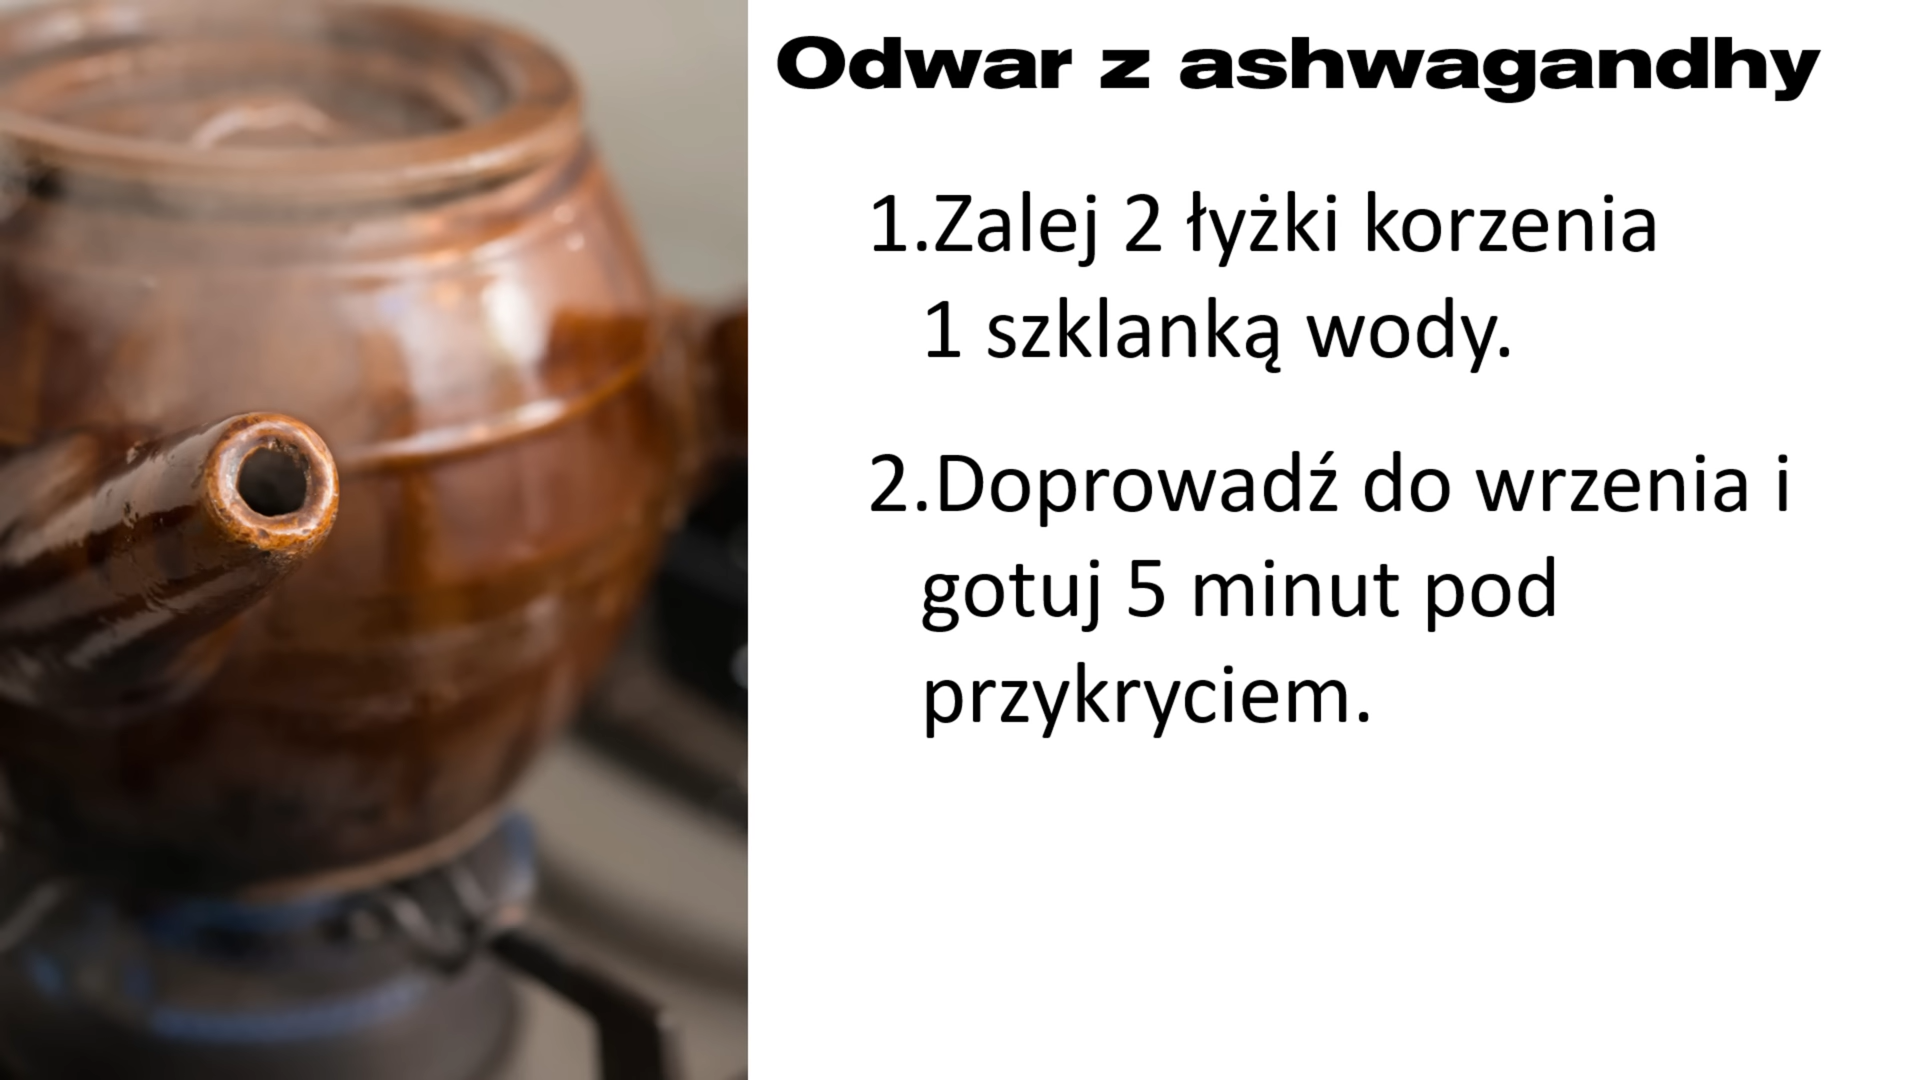 Odwar z ashwagandhy
1.Zalej 2 łyżki korzenia
1 szklanką wody.
2.Doprowadź do wrzenia i
gotuj 5 minut pod
przykryciem.